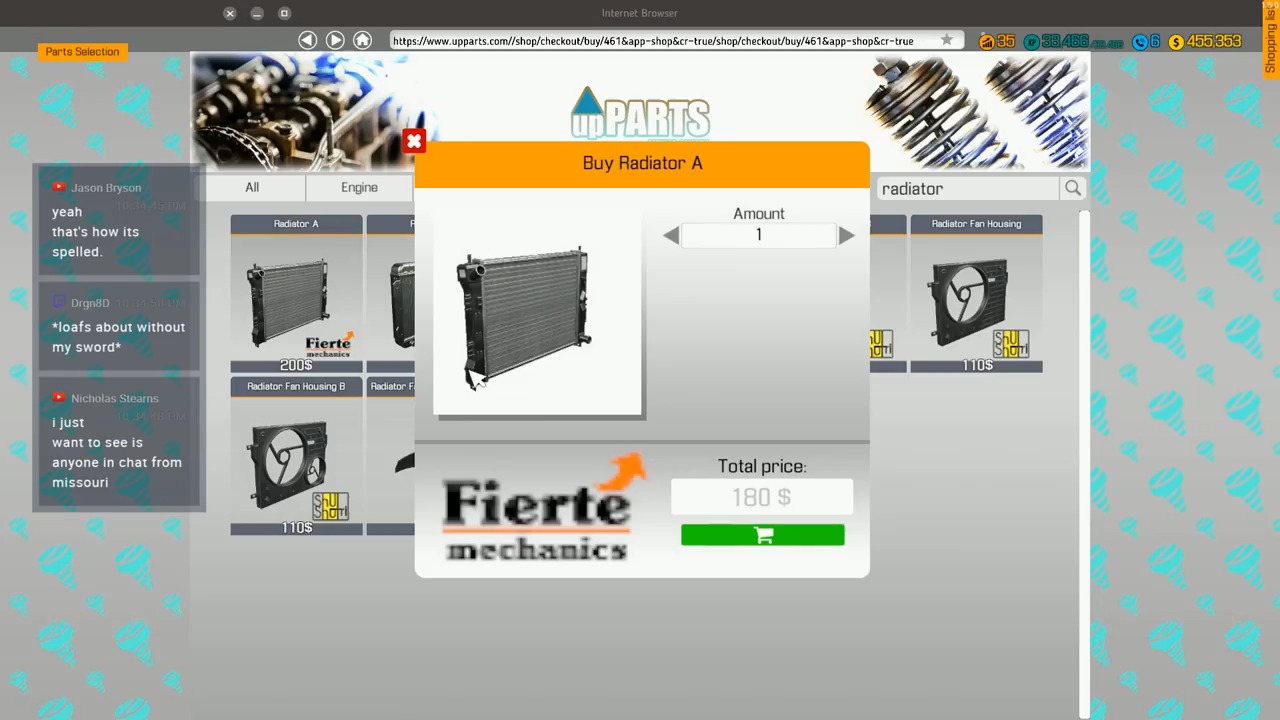 Internet Browser
Parts Selection
https://www.upparts.com//shop/checkout/buy/461&app-shop&cr-true/shop/checkout/buy/461&app-shop&cr-true
35
33,466
6
455,353
Shopping list
upPARTS
Buy Radiator A
All
Engine
radiator
Jason Bryson
yeah
that's how its
spelled.
Drgn8D
*loafs about without
my sword*
Nicholas Stearns
i just
want to see is
anyone in chat from
missouri
Radiator A
Fierte
mechanics
200$
Radiator Fan Housing
110$
Radiator Fan Housing B
Shu
Shuri
110$
Amount
1
Fierte
mechanics
Total price:
180 $